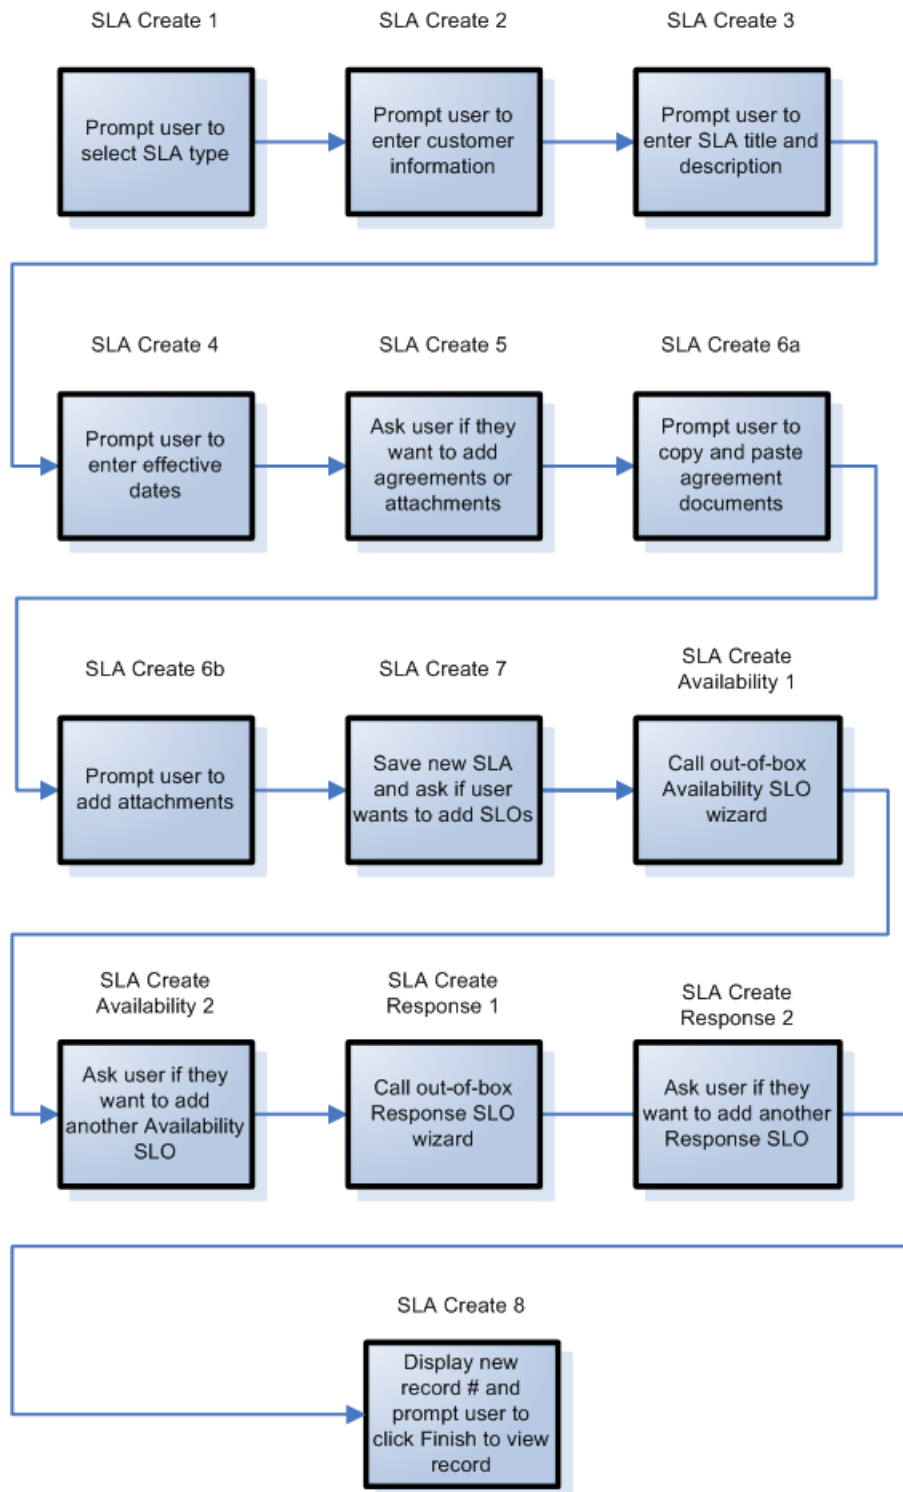 SLA Create 1
SLA Create 2
SLA Create 3
Prompt user to
select SLA type
Prompt user to
enter customer
information
Prompt user to
enter SLA title and
description
SLA Create 4
SLA Create 5
SLA Create 6a
Prompt user to
enter effective
dates
Ask user if they
want to add
agreements or
attachments
Prompt user to
copy and paste
agreement
documents
SLA Create 6b
SLA Create 7
SLA Create
Availability 1
Prompt user to
add attachments
Save new SLA
and ask if user
wants to add SLOs
Call out-of-box
Availability SLO
wizard
SLA Create
Availability 2
SLA Create
Response 1
SLA Create
Response 2
Ask user if they
want to add
another Availability
SLO
Call out-of-box
Response SLO
wizard
Ask user if they
want to add another
Response SLO
SLA Create 8
Display new
record # and
prompt user to
click Finish to view
record